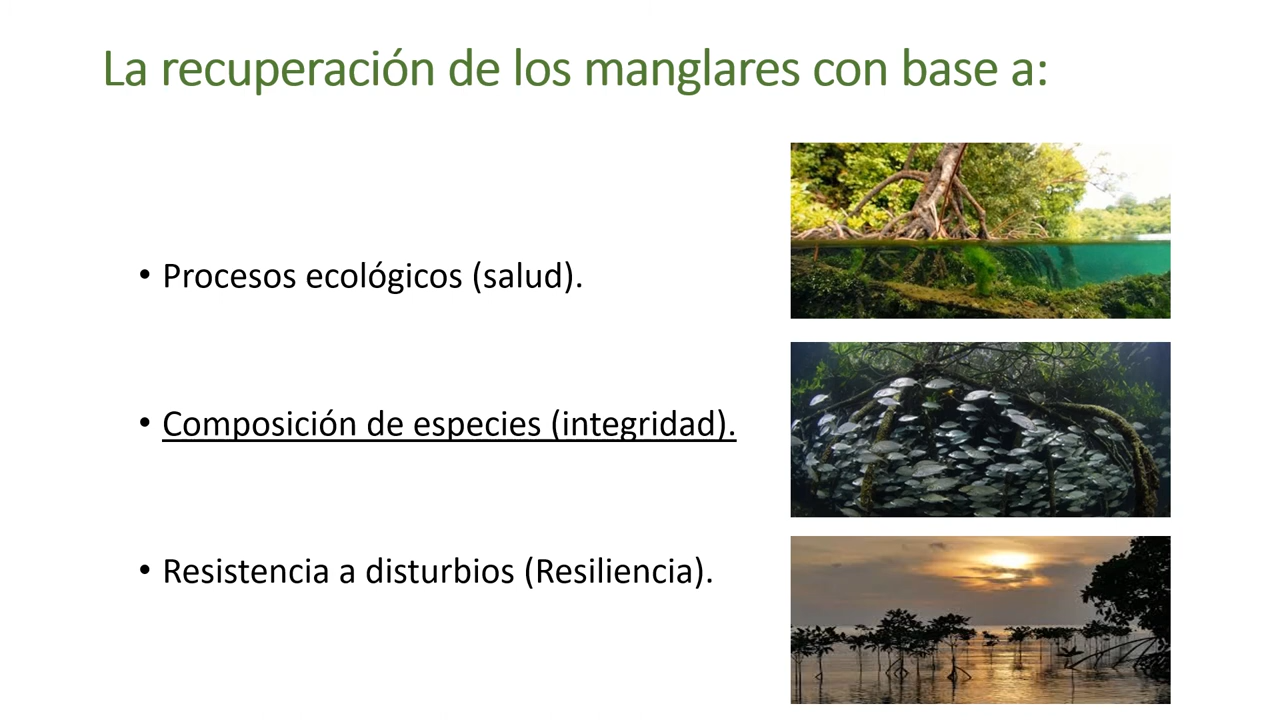 La recuperación de los manglares con base a:
• Procesos ecológicos (salud).
• Composición de especies (integridad).
• Resistencia a disturbios (Resiliencia).